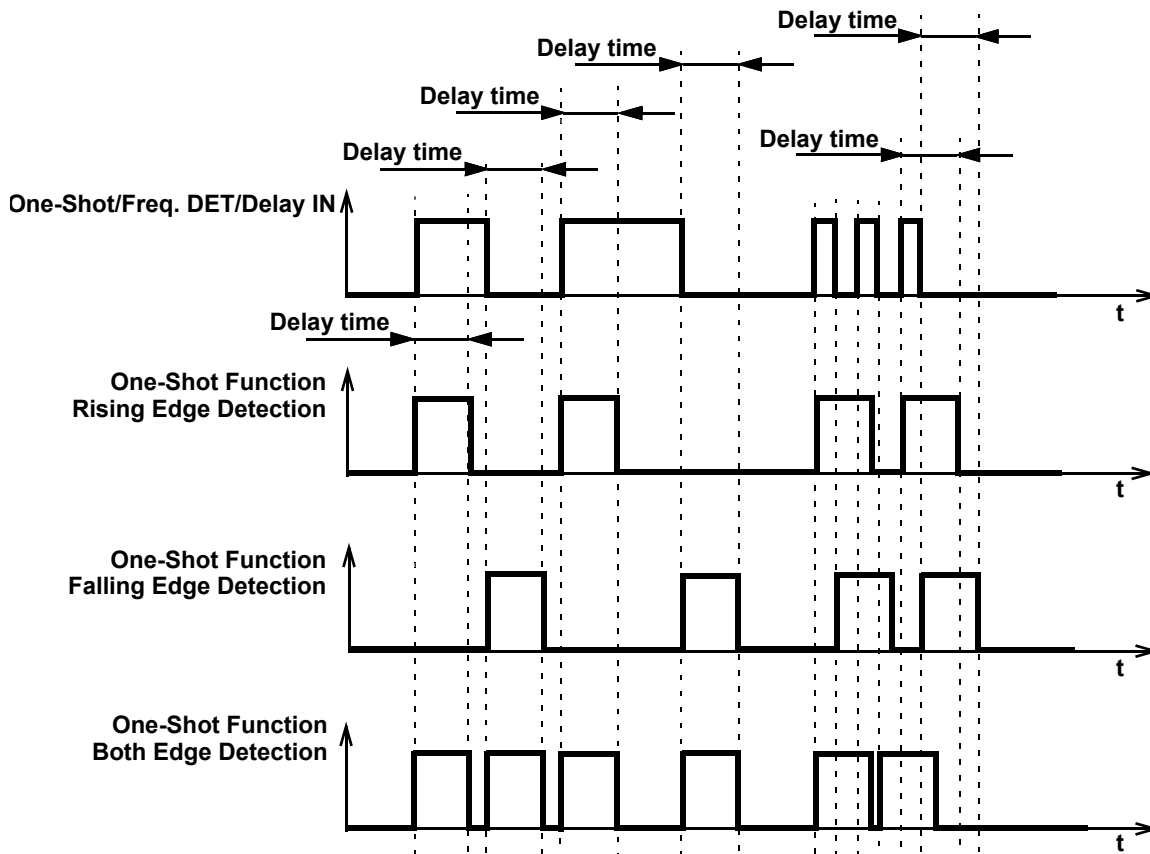 Delay time
Delay time
Delay time
Delay time
Delay time
One-Shot/Freq. DET/Delay IN
t
Delay time
One-Shot Function
Rising Edge Detection
t
One-Shot Function
Falling Edge Detection
t
One-Shot Function
Both Edge Detection
t